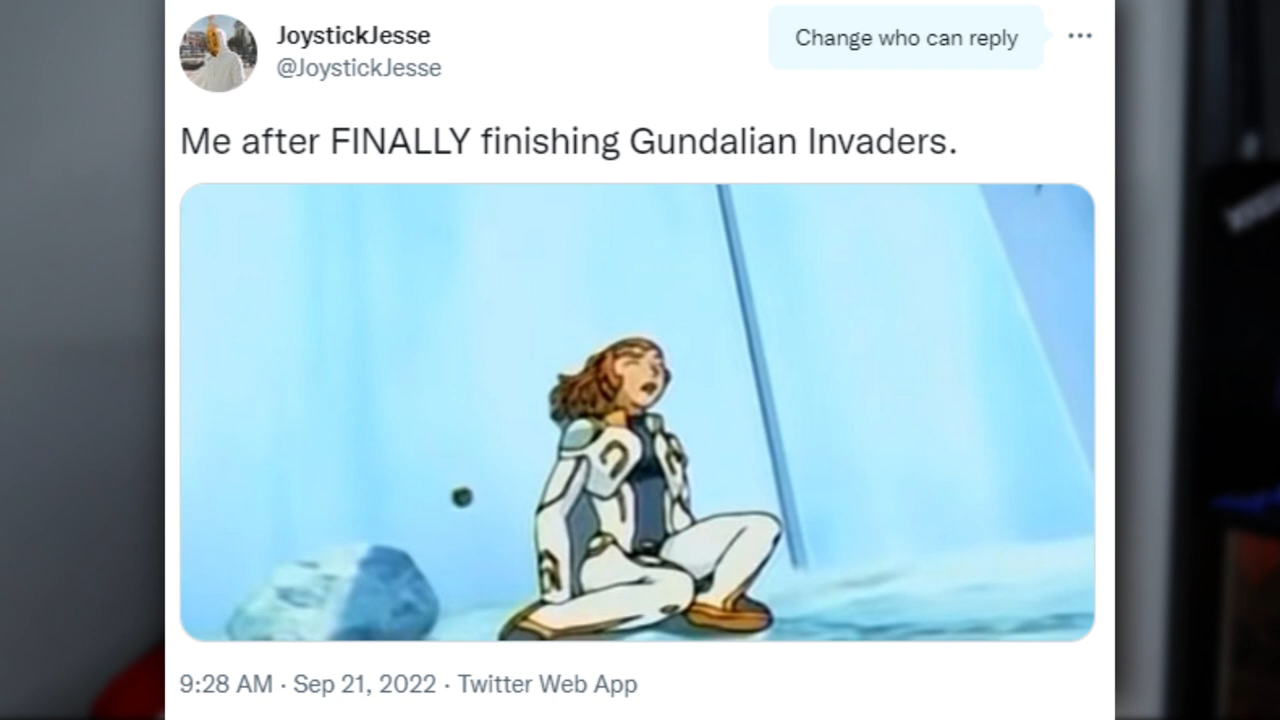 JoystickJesse
@JoystickJesse
Change who can reply
Me after FINALLY finishing Gundalian Invaders.
9:28 AM · Sep 21, 2022 · Twitter Web App